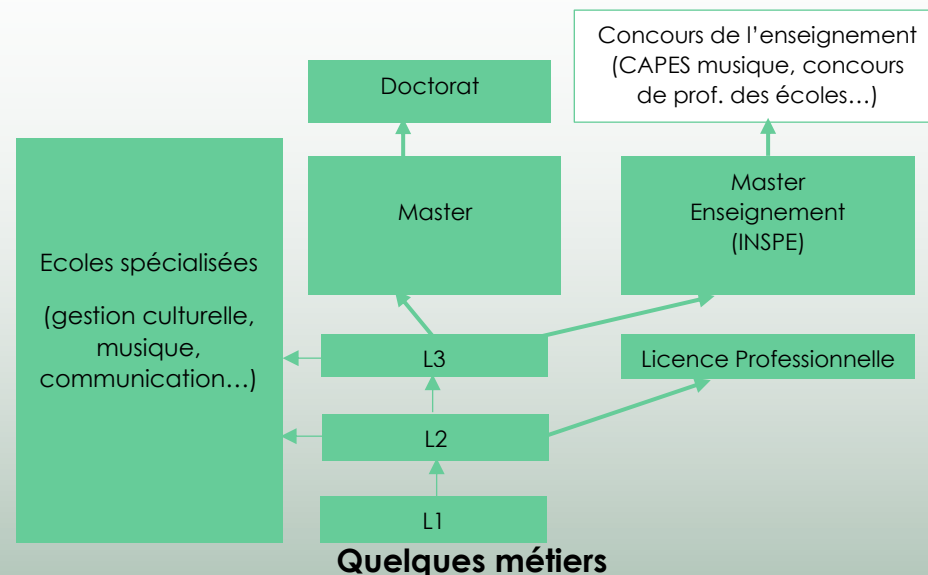 Concours de l’enseignement
(CAPES musique, concours
de prof. des écoles…)
Doctorat
Master
Master
Enseignement
(INSPE)
Ecoles spécialisées
(gestion culturelle,
musique,
communication…)
L3
Licence Professionnelle
L2
L1
Quelques métiers